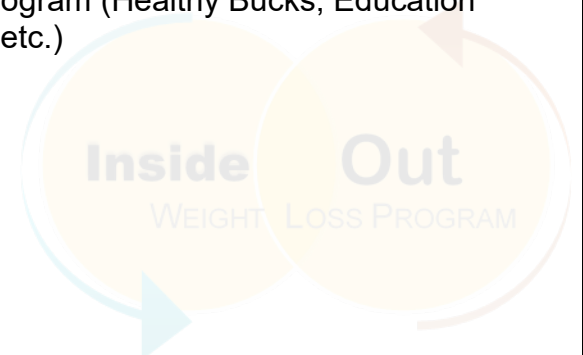 ogram (Healthy Bucks, Education
etc.)
Inside Out
WEIGHT LOSS PROGRAM